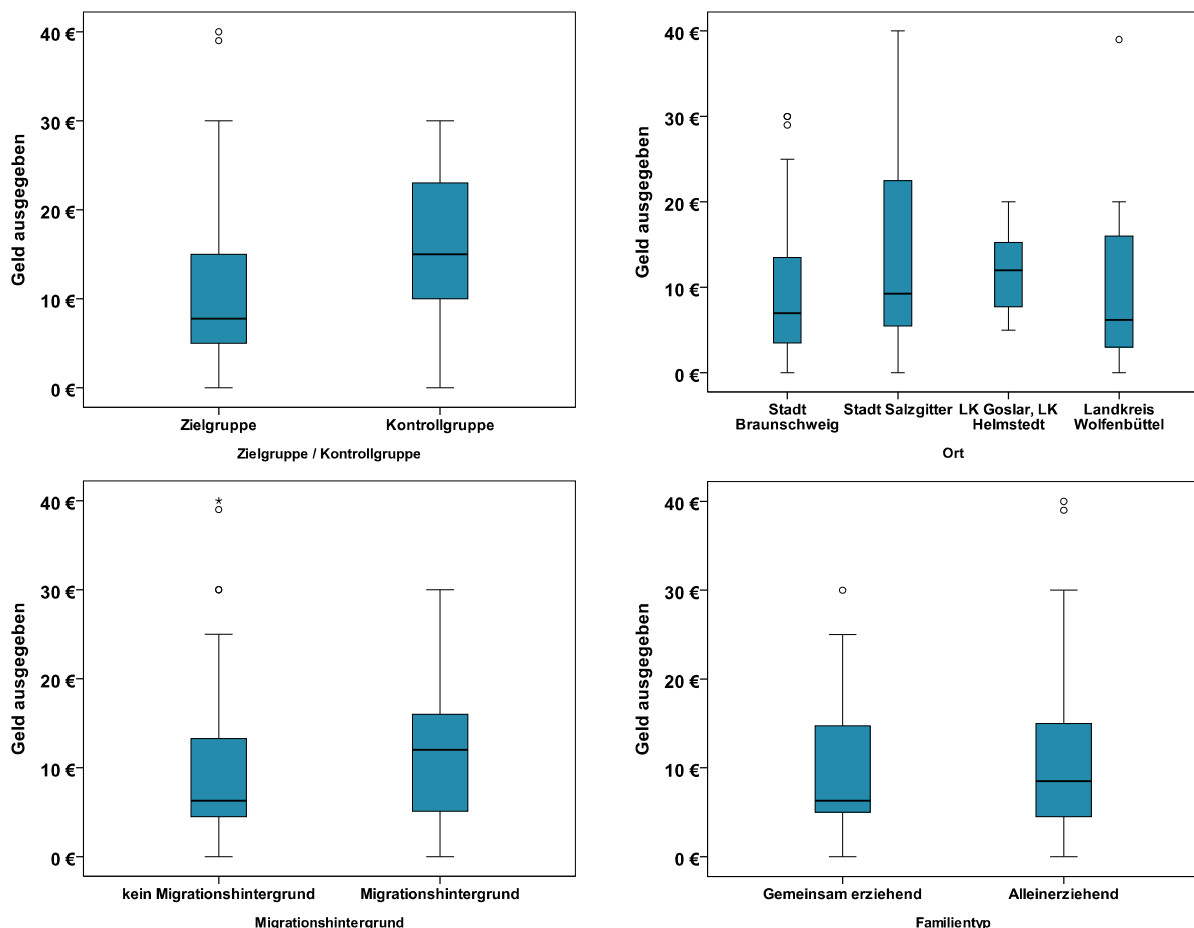 40 €
30 €
20 €
10 €
0 €
Geld ausgegeben
Zielgruppe
Kontrollgruppe
Zielgruppe / Kontrollgruppe
40 €
30 €
20 €
10 €
0 €
Geld ausgegeben
Stadt
Braunschweig
Stadt Salzgitter
LK Goslar, LK
Helmstedt
Landkreis
Wolfenbüttel
Ort
40 €
30 €
20 €
10 €
0 €
Geld ausgegeben
kein Migrationshintergrund
Migrationshintergrund
Migrationshintergrund
40 €
30 €
20 €
10 €
0 €
Geld ausgegeben
Gemeinsam erziehend
Alleinerziehend
Familientyp